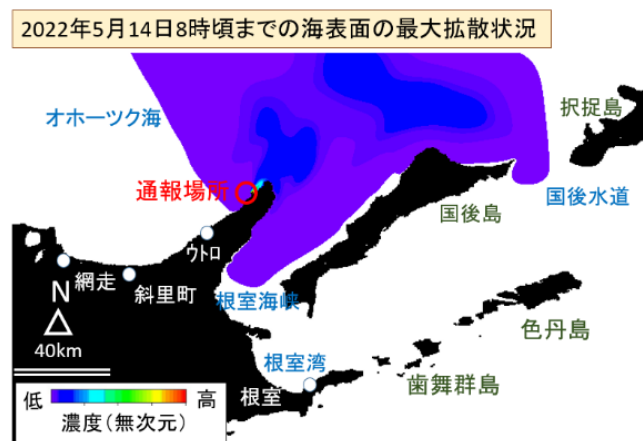 2022年5月14日8時頃までの海表面の最大拡散状況
オホーツク海
択捉島
通報場所
国後島
国後水道
ウトロ
網走
斜里町
根室海峡
N
40km
色丹島
根室湾
歯舞群島
根室
低
高
濃度(無次元)